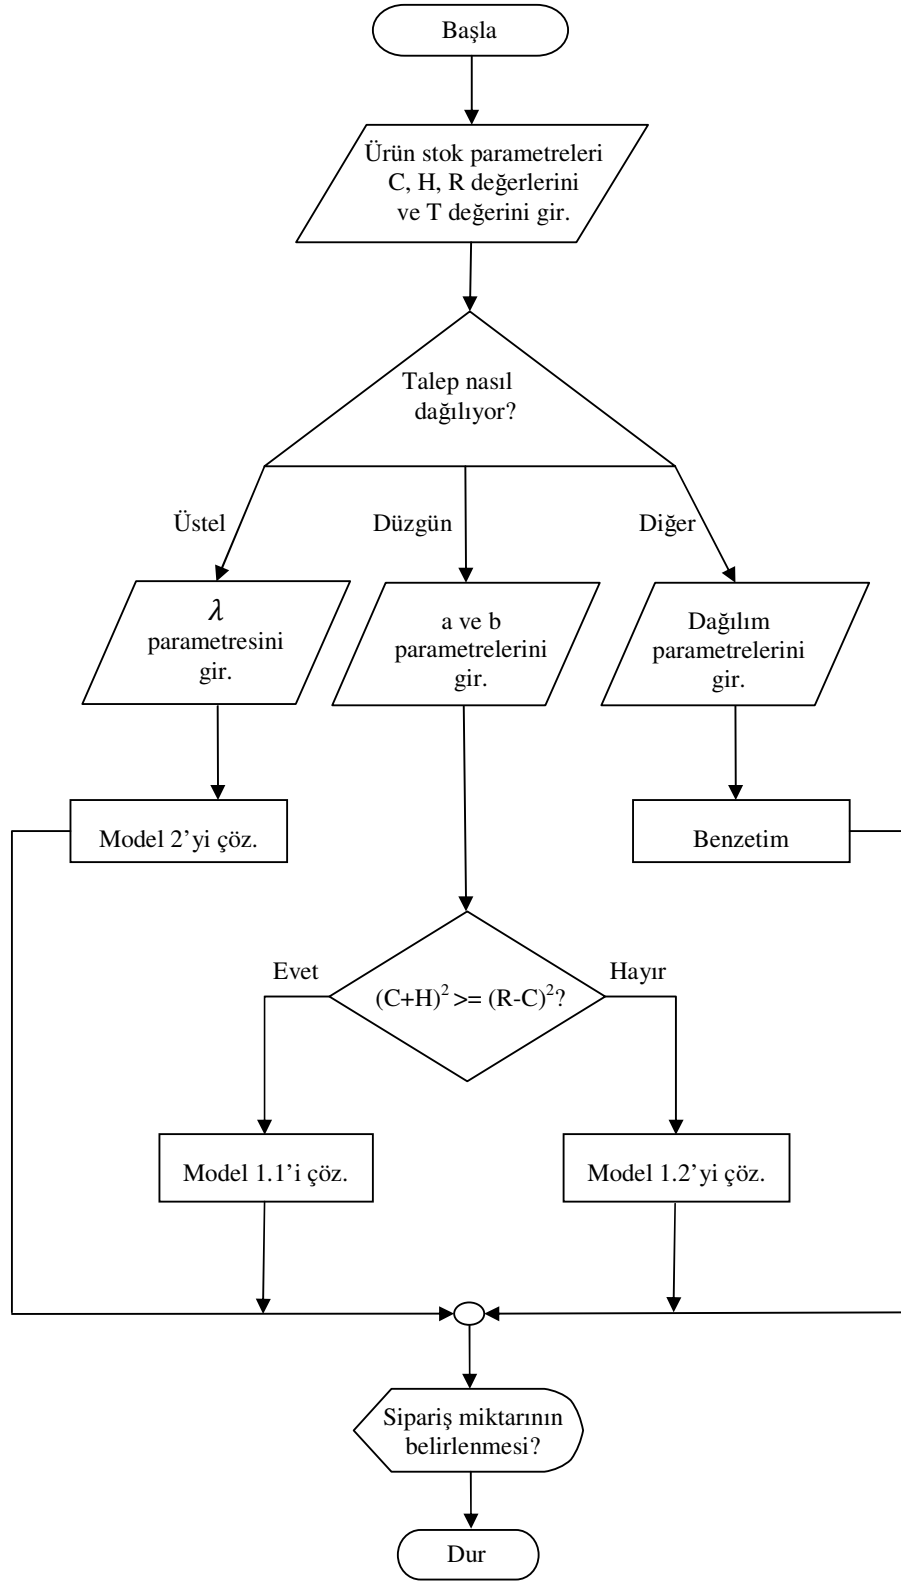 Başla
Ürün stok parametreleri
C, H, R değerlerini
ve T değerini gir.
Talep nasıl
dağılıyor?
Üstel
Düzgün
Diğer
λ
parametresini
gir.
a ve b
parametrelerini
gir.
Dağılım
parametrelerini
gir.
Model 2’yi çöz.
Benzetim
Evet
(C+H)² >= (R-C)²?
Hayır
Model 1.1’i çöz.
Model 1.2’yi çöz.
Sipariş miktarının
belirlenmesi?
Dur